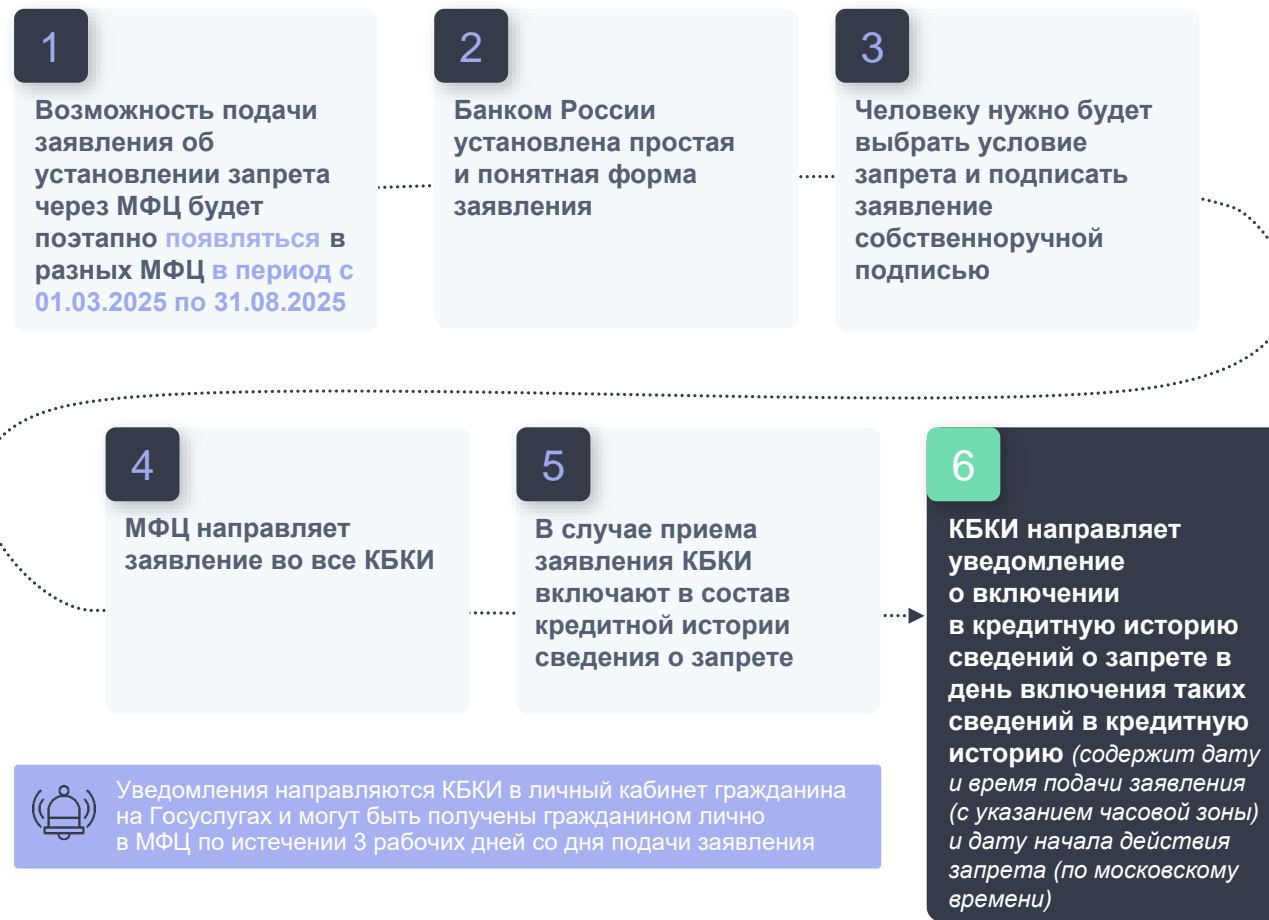 1
Возможность подачи
заявления об
установлении запрета
через МФЦ будет
поэтапно появляться в
разных МФЦ в период с
01.03.2025 по 31.08.2025
2
Банком России
установлена простая
и понятная форма
заявления
3
Человеку нужно будет
выбрать условие
запрета и подписать
заявление
собственноручной
подписью
4
МФЦ направляет
заявление во все КБКИ
5
В случае приема
заявления КБКИ
включают в состав
кредитной истории
сведения о запрете
6
КБКИ направляет
уведомление
о включении
в кредитную историю
сведений о запрете в
день включения таких
сведений в кредитную
историю (содержит дату
и время подачи заявления
(с указанием часовой зоны)
и дату начала действия
запрета (по московскому
времени)
Уведомления направляются КБКИ в личный кабинет гражданина
на Госуслугах и могут быть получены гражданином лично
в МФЦ по истечении 3 рабочих дней со дня подачи заявления